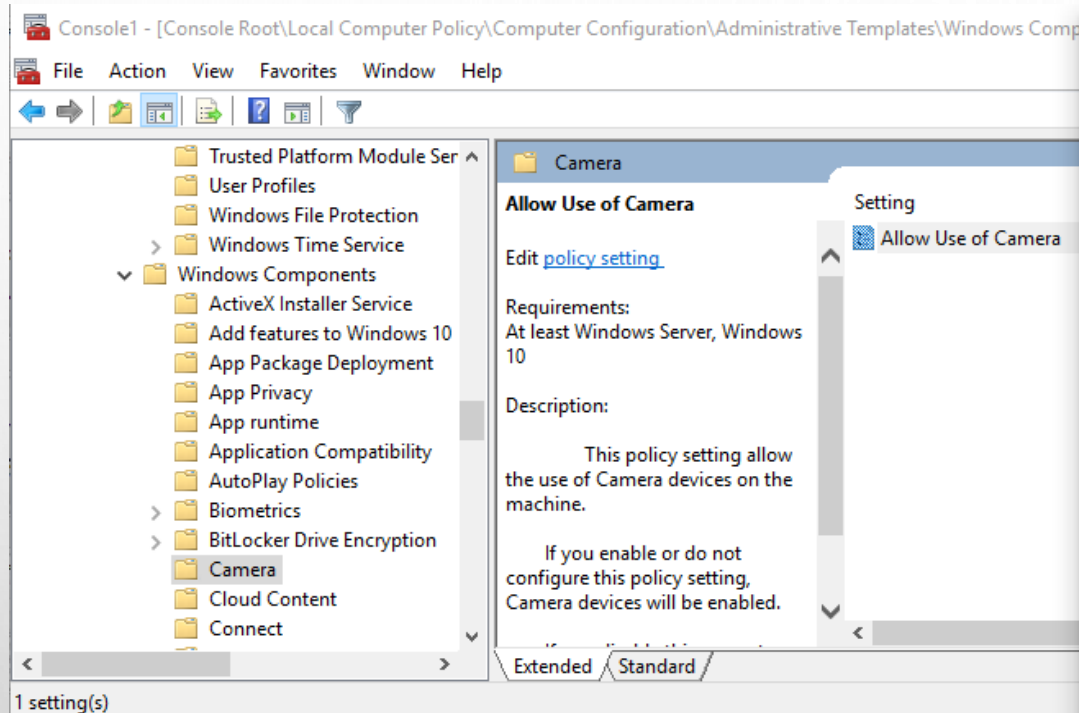 Console1 - [Console Root\Local Computer Policy\Computer Configuration\Administrative Templates\Windows Comp
File Action View Favorites Window Help
Trusted Platform Module Ser
User Profiles
Windows File Protection
Windows Time Service
Windows Components
ActiveX Installer Service
Add features to Windows 10
App Package Deployment
App Privacy
App runtime
Application Compatibility
AutoPlay Policies
Biometrics
BitLocker Drive Encryption
Camera
Cloud Content
Connect
Camera
Allow Use of Camera
Edit policy setting
Requirements:
At least Windows Server, Windows
10
Description:
This policy setting allow
the use of Camera devices on the
machine.
If you enable or do not
configure this policy setting,
Camera devices will be enabled.
Setting
Allow Use of Camera
Extended Standard
1 setting(s)